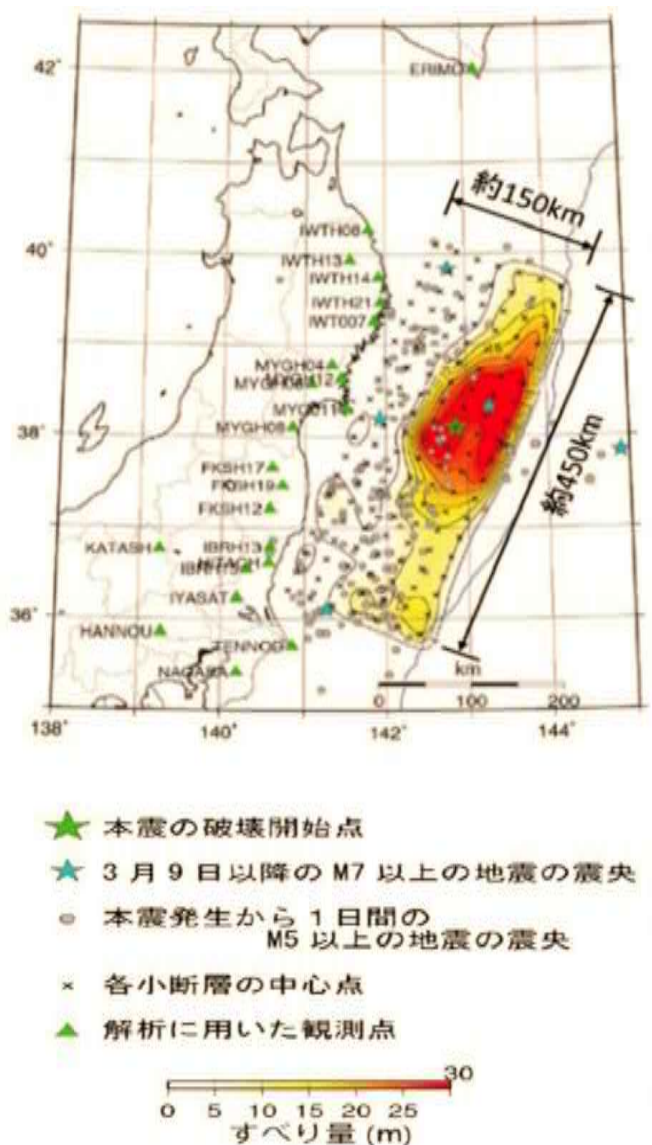 42°
ERIMO
約150km
40°
IWTH08
IWTH13
IWTH14
IWTH21
IWT007
MYGH04
MYGH12
38°
MYGH08
FKSH17
FKSH19
約450km
FKSH12
KATASH
IBRH13
HITACH
IYASAT
36°
HANNOU
TENNOD
NAGARA
km
0 100 200
138° 140° 142° 144°
本震の破壊開始点
3月9日以降のM7以上の地震の震央
本震発生から1日間の
M5以上の地震の震央
各小断層の中心点
解析に用いた観測点
30
0 5 10 15 20 25
すべり量 (m)